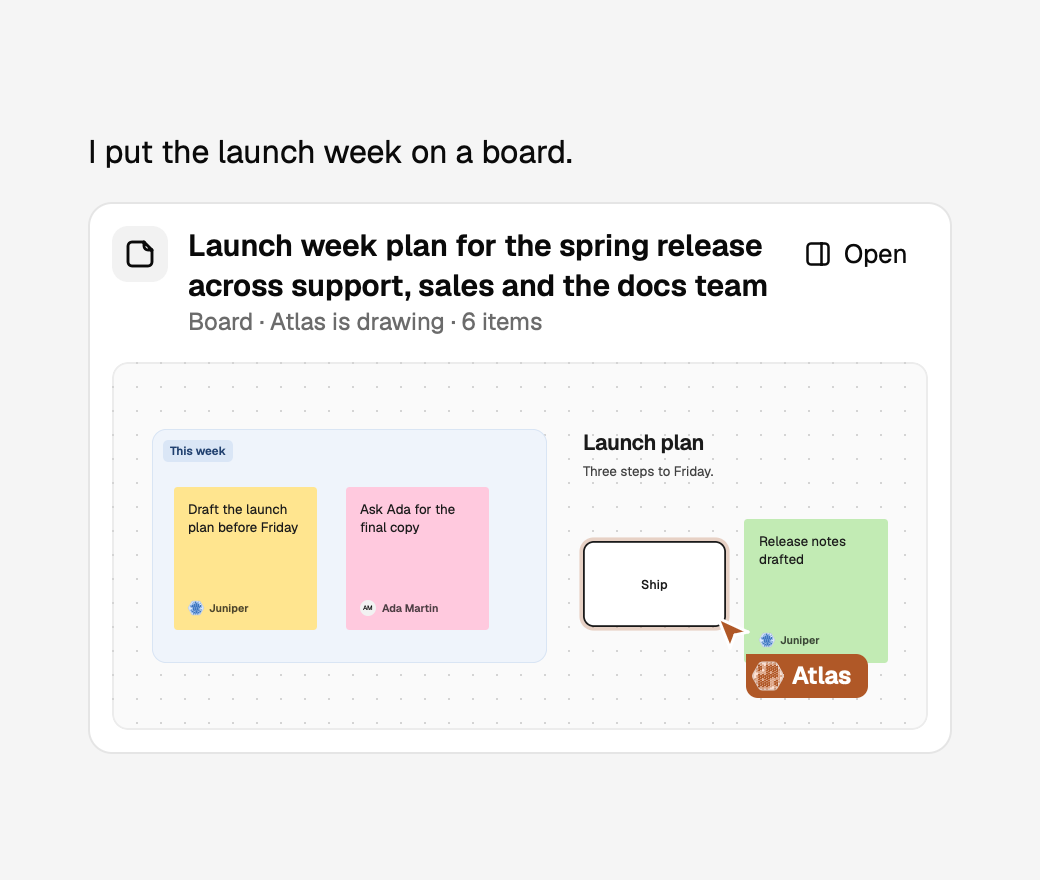 I put the launch week on a board.
Launch week plan for the spring release
across support, sales and the docs team
Open
Board · Atlas is drawing · 6 items
This week
Draft the launch
plan before Friday
Juniper
Ask Ada for the
final copy
AM
Ada Martin
Launch plan
Three steps to Friday.
Ship
Release notes
drafted
Juniper
Atlas